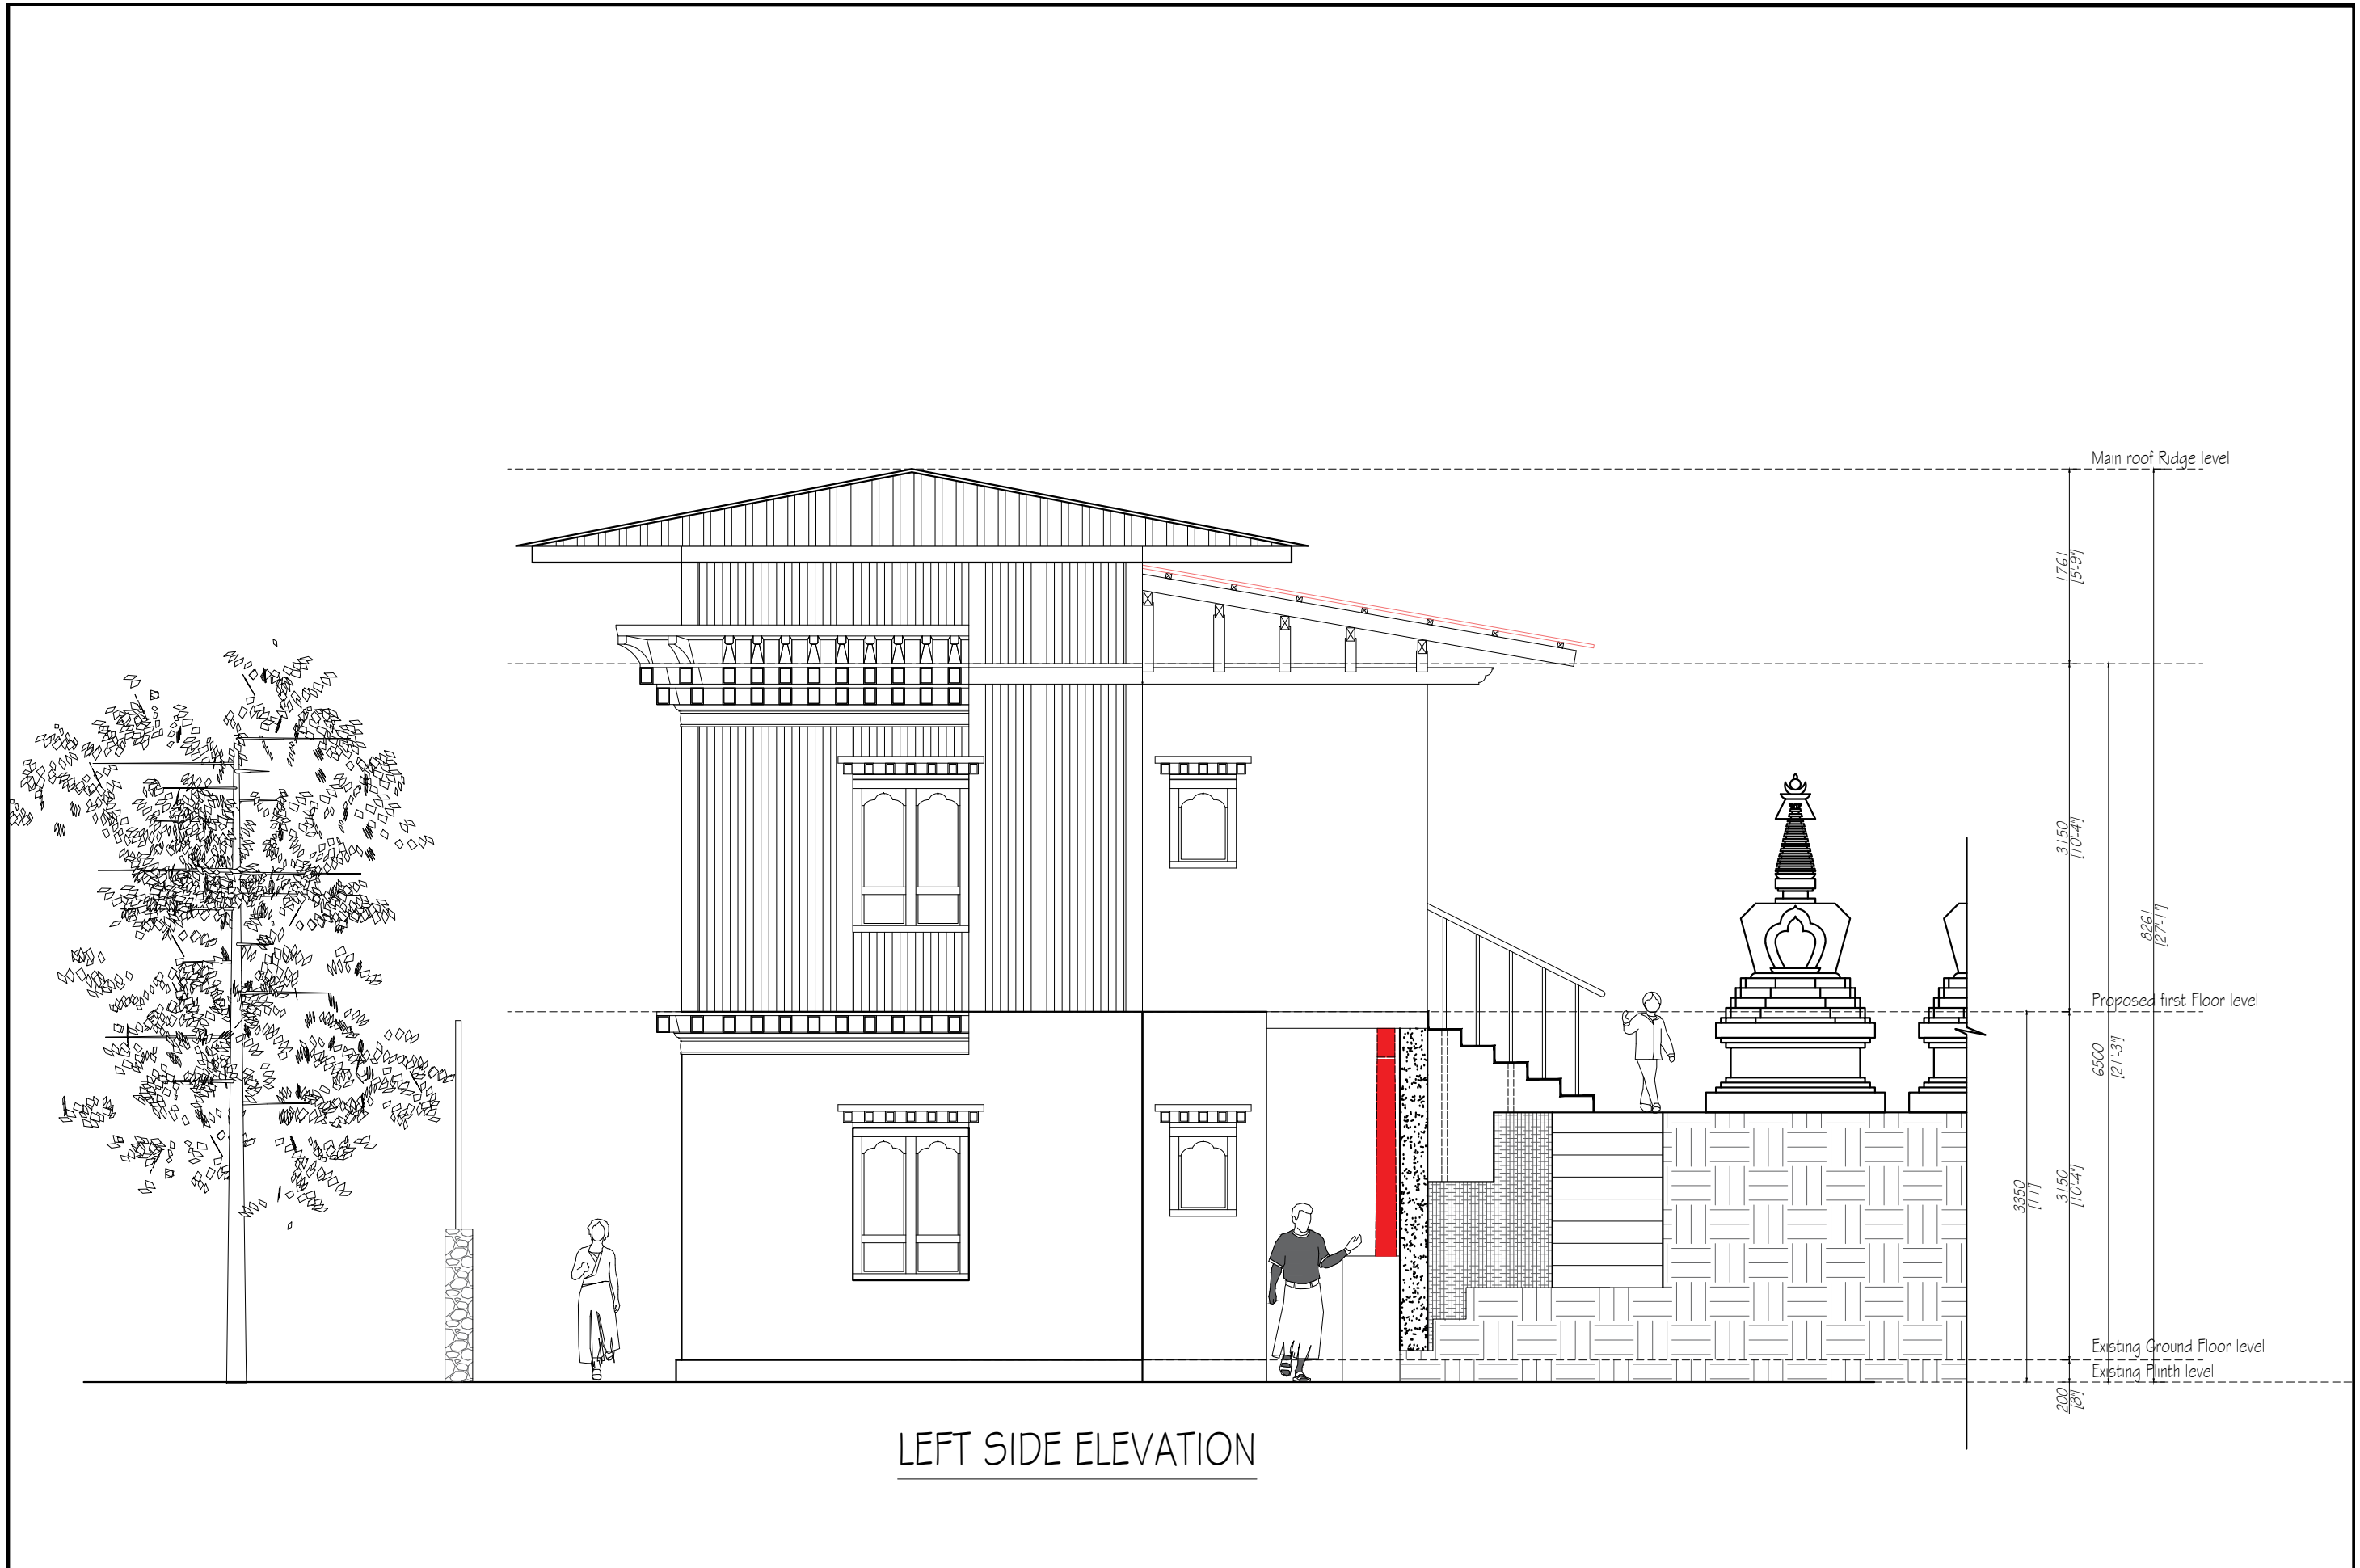 Main roof Ridge level
1761
[5'-9"]
3150
[10'-4"]
8261
[27'-1"]
Proposed first Floor level
6500
[21'-3"]
3350
[11']
3150
[10'-4"]
Existing Ground Floor level
Existing Plinth level
200
[8"]
LEFT SIDE ELEVATION